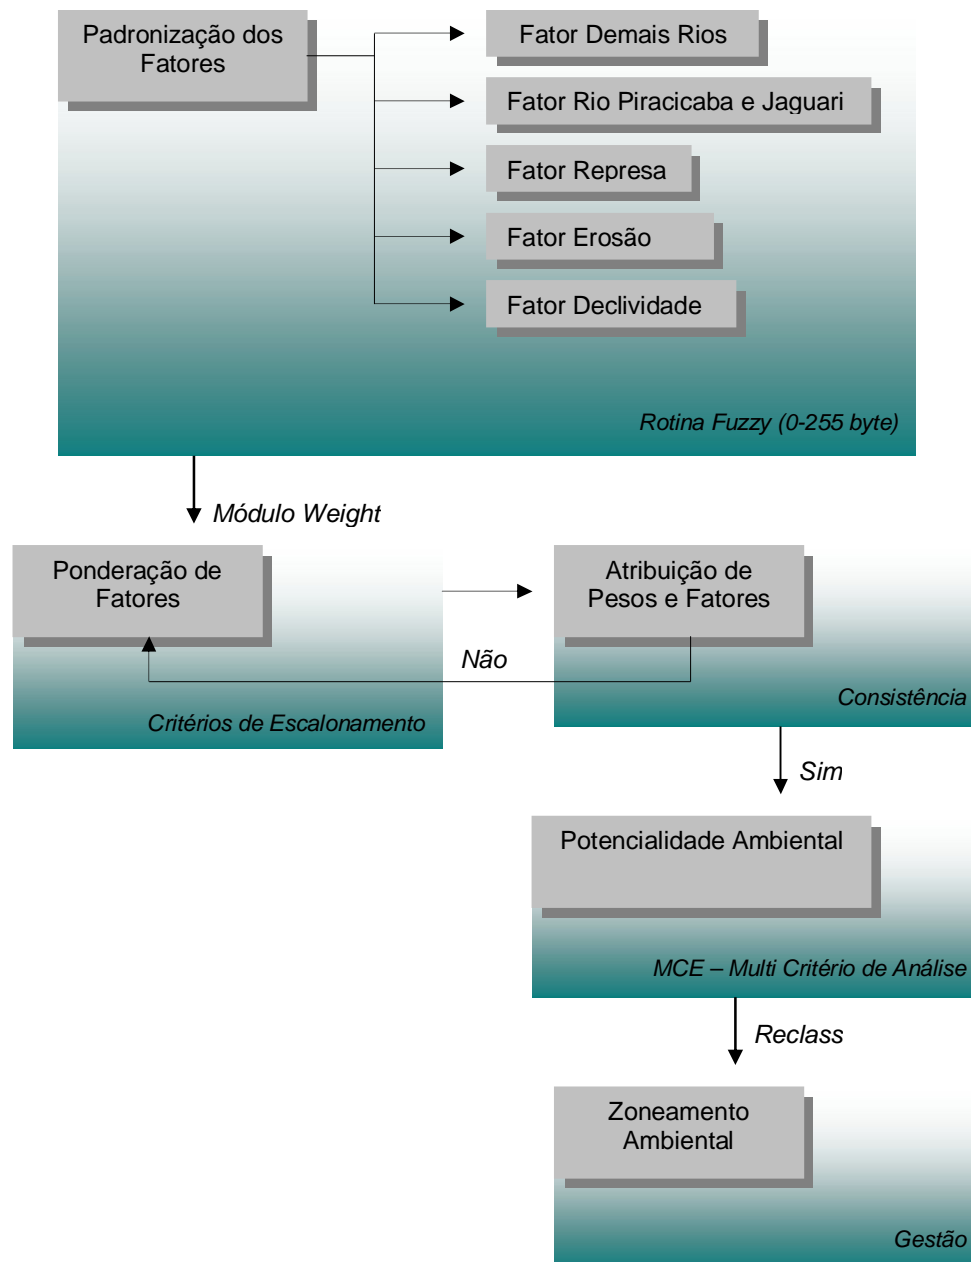 Padronização dos
Fatores
Fator Demais Rios
Fator Rio Piracicaba e Jaguari
Fator Represa
Fator Erosão
Fator Declividade
Rotina Fuzzy (0-255 byte)
Módulo Weight
Ponderação de
Fatores
Atribuição de
Pesos e Fatores
Não
Critérios de Escalonamento
Consistência
Sim
Potencialidade Ambiental
MCE – Multi Critério de Análise
Reclass
Zoneamento
Ambiental
Gestão